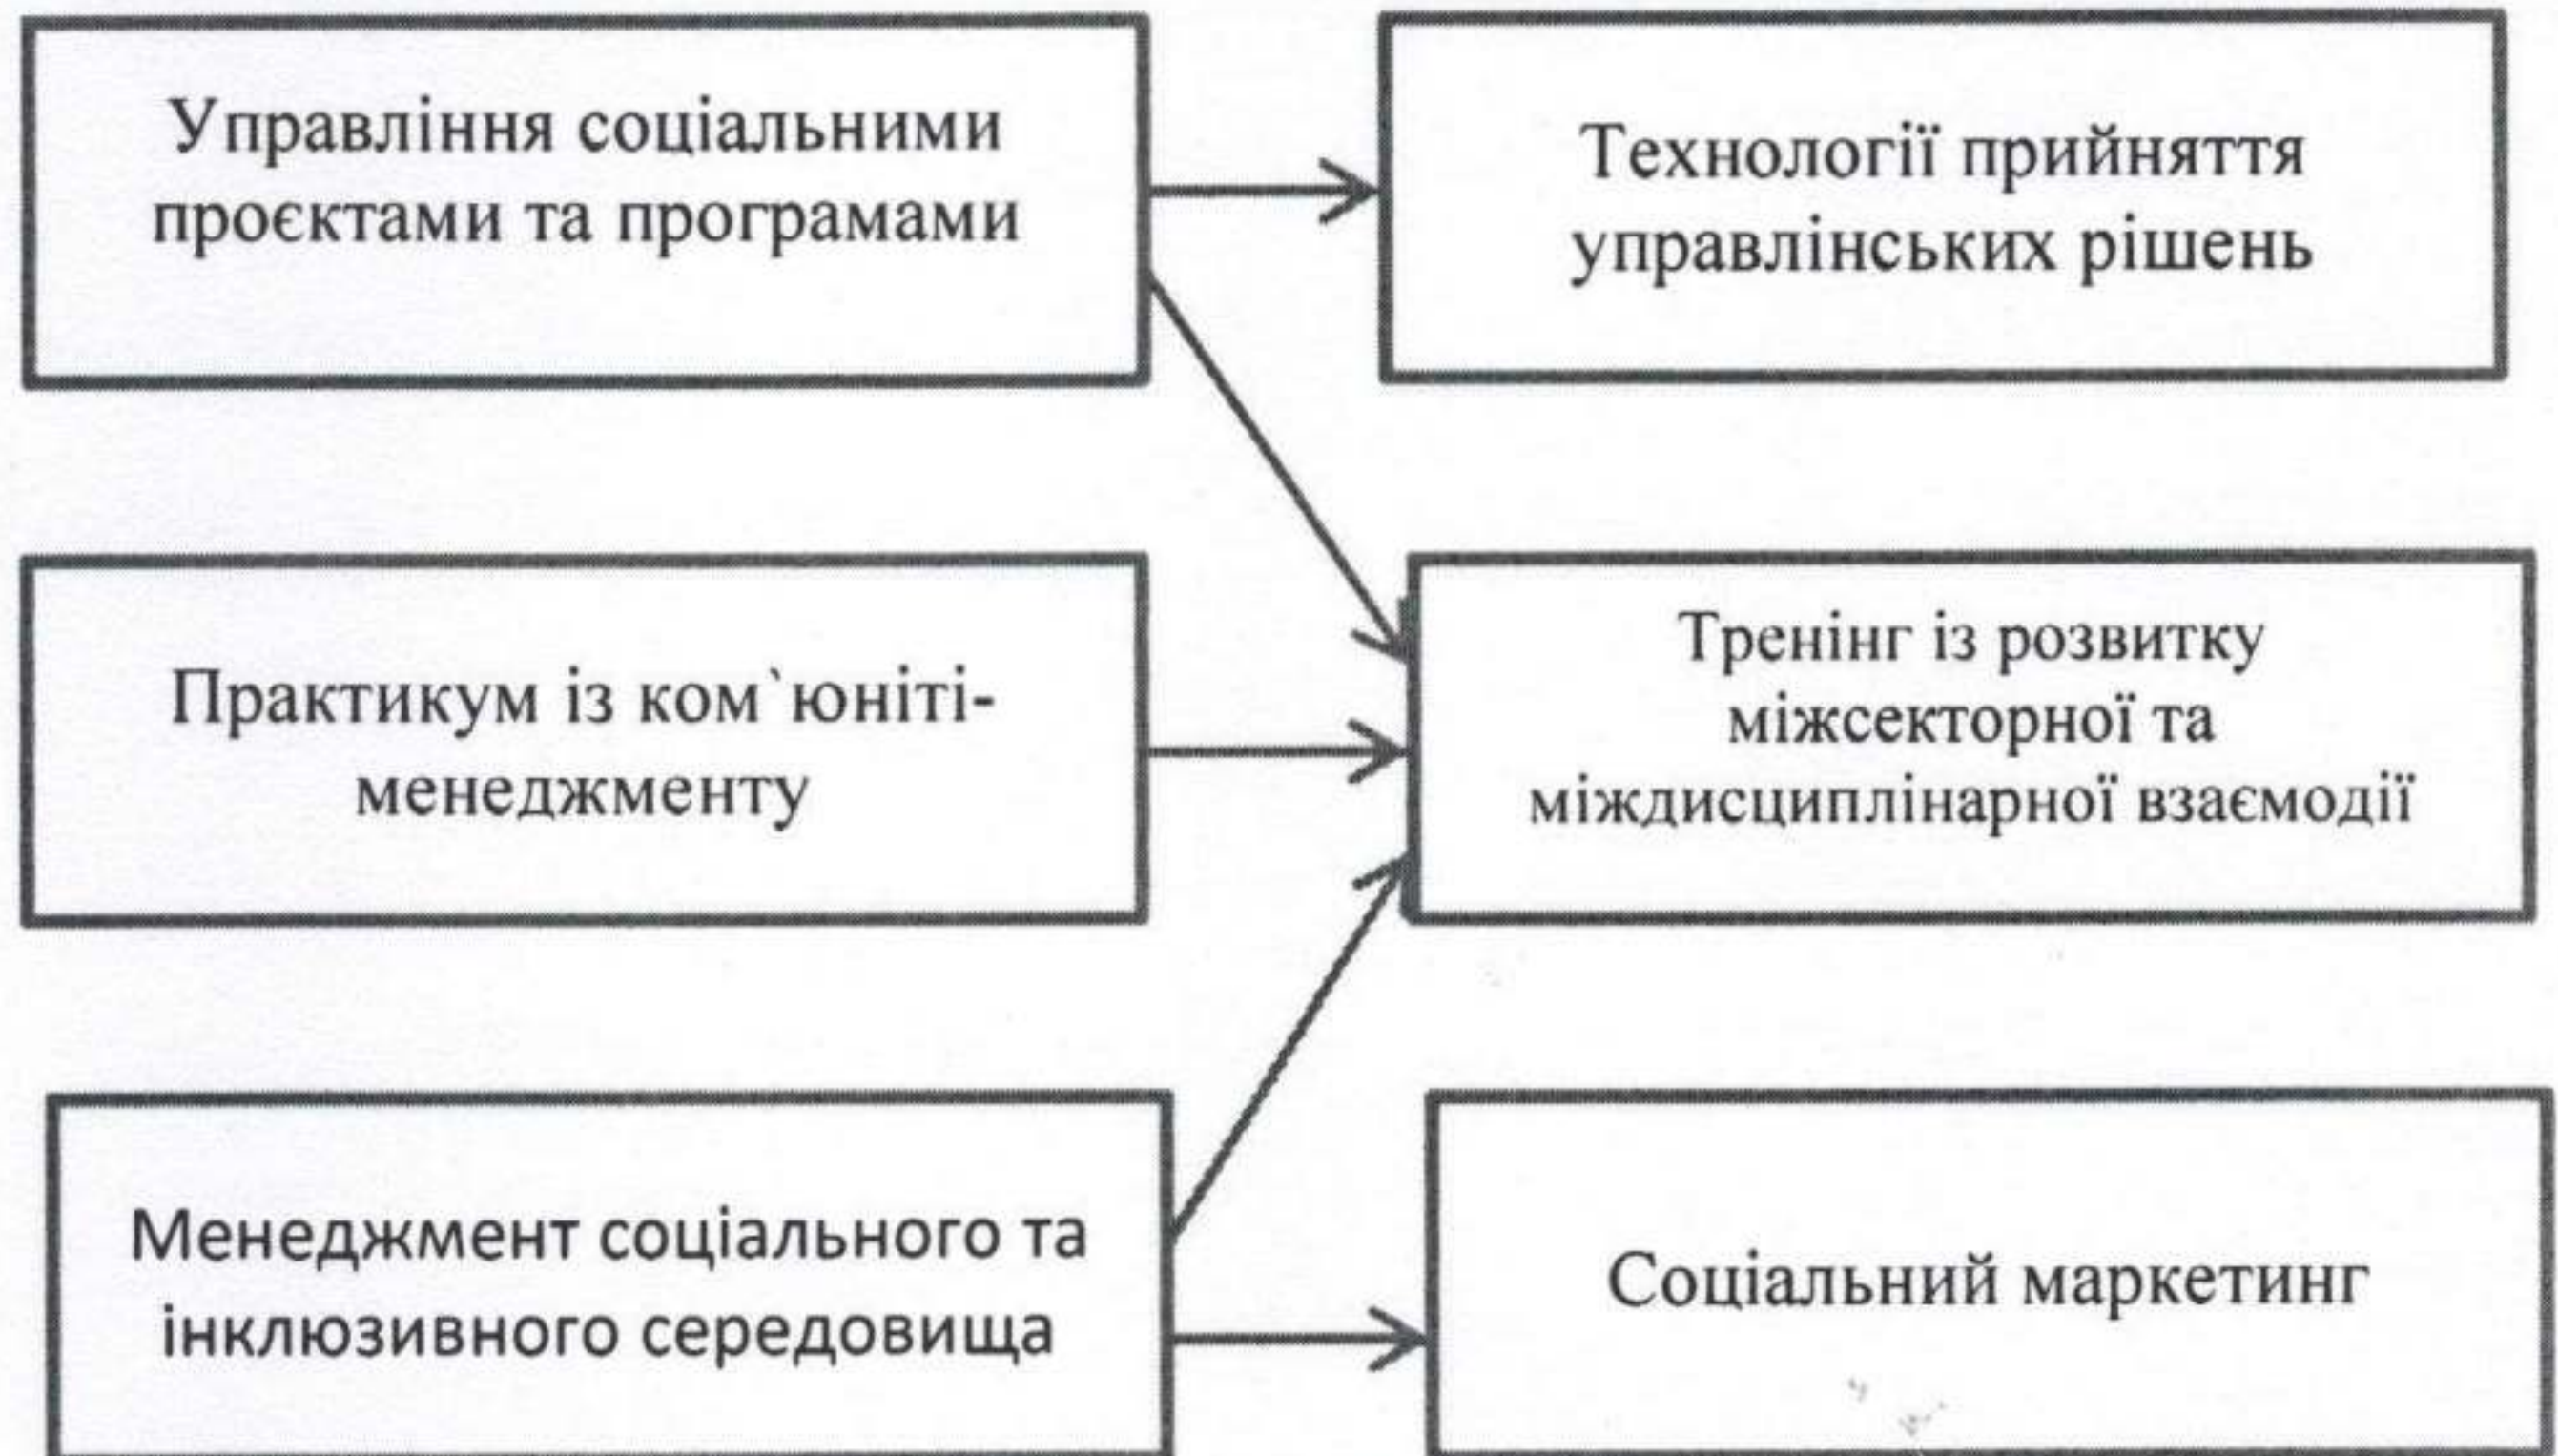 Управління соціальними
проєктами та програмами
Технології прийняття
управлінських рішень
Практикум із ком`юніті-
менеджменту
Тренінг із розвитку
міжсекторної та
міждисциплінарної взаємодії
Менеджмент соціального та
інклюзивного середовища
Соціальний маркетинг